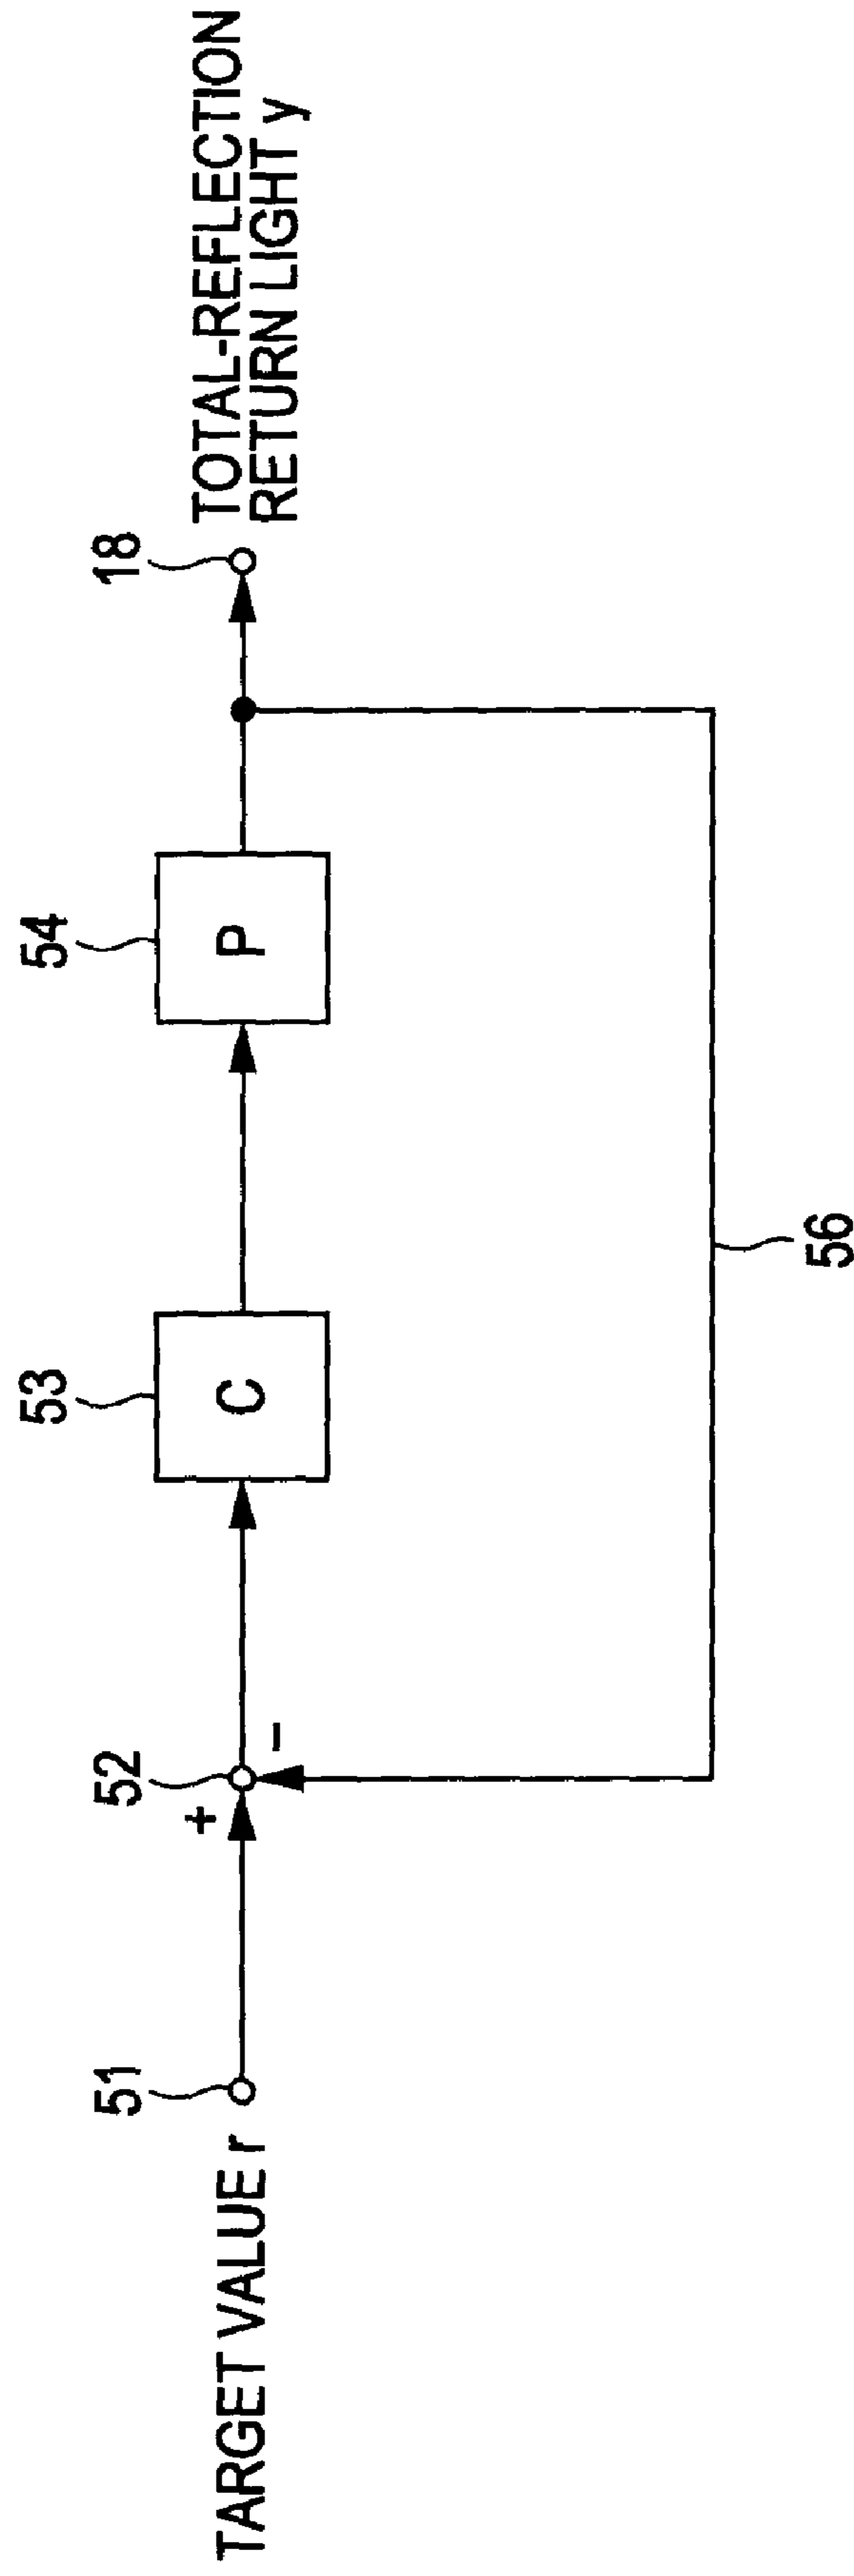 TARGET VALUE r
51
52
+
−
53
C
54
P
56
18
TOTAL-REFLECTION
RETURN LIGHT y